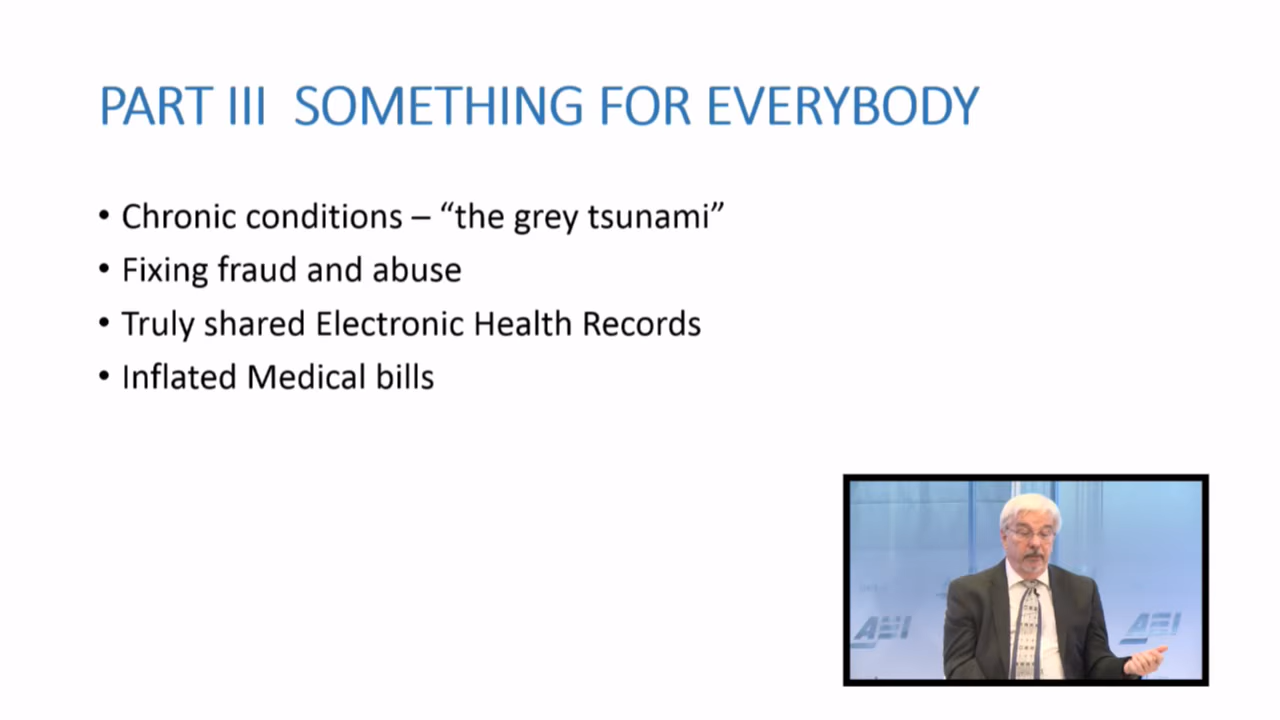 PART III SOMETHING FOR EVERYBODY
• Chronic conditions – “the grey tsunami”
• Fixing fraud and abuse
• Truly shared Electronic Health Records
• Inflated Medical bills
AEI
AEI